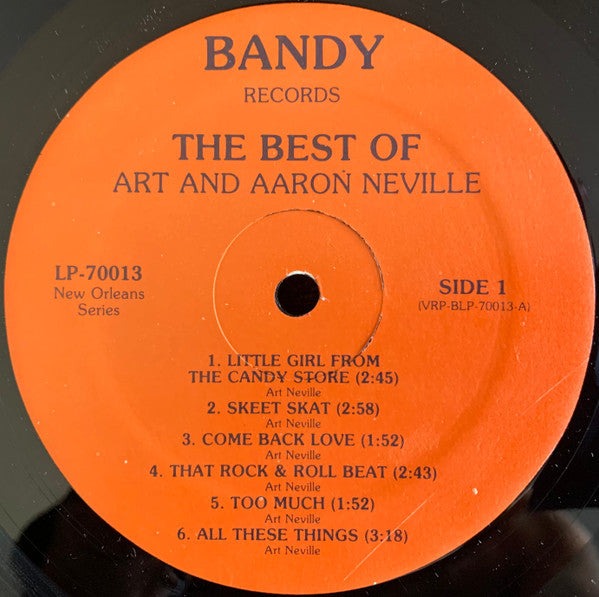 BANDY
RECORDS
THE BEST OF
ART AND AARON NEVILLE
LP-70013
New Orleans
Series
SIDE 1
(VRP-BLP-70013-A)
1. LITTLE GIRL FROM
THE CANDY STORE (2:45)
Art Neville
2. SKEET SKAT (2:58)
Art Neville
3. COME BACK LOVE (1:52)
Art Neville
4. THAT ROCK & ROLL BEAT (2:43)
Art Neville
5. TOO MUCH (1:52)
Art Neville
6. ALL THESE THINGS (3:18)
Art Neville